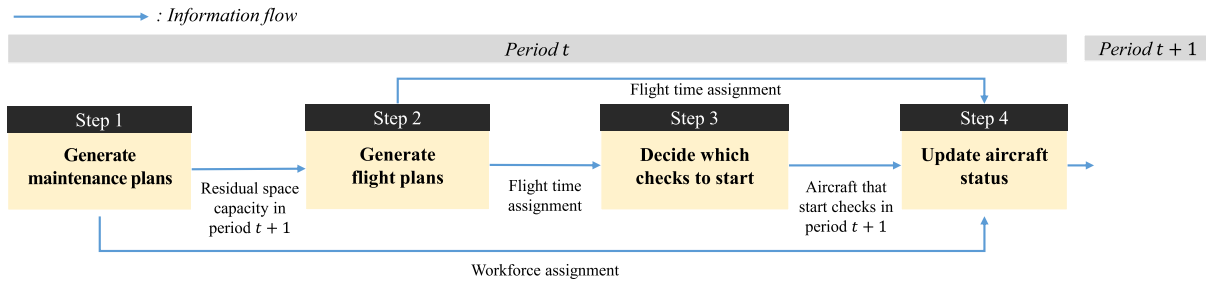 : Information flow
Period t
Period t + 1
Flight time assignment
Step 1
Generate
maintenance plans
Residual space
capacity in
period t + 1
Step 2
Generate
flight plans
Flight time
assignment
Step 3
Decide which
checks to start
Aircraft that
start checks in
period t + 1
Step 4
Update aircraft
status
Workforce assignment